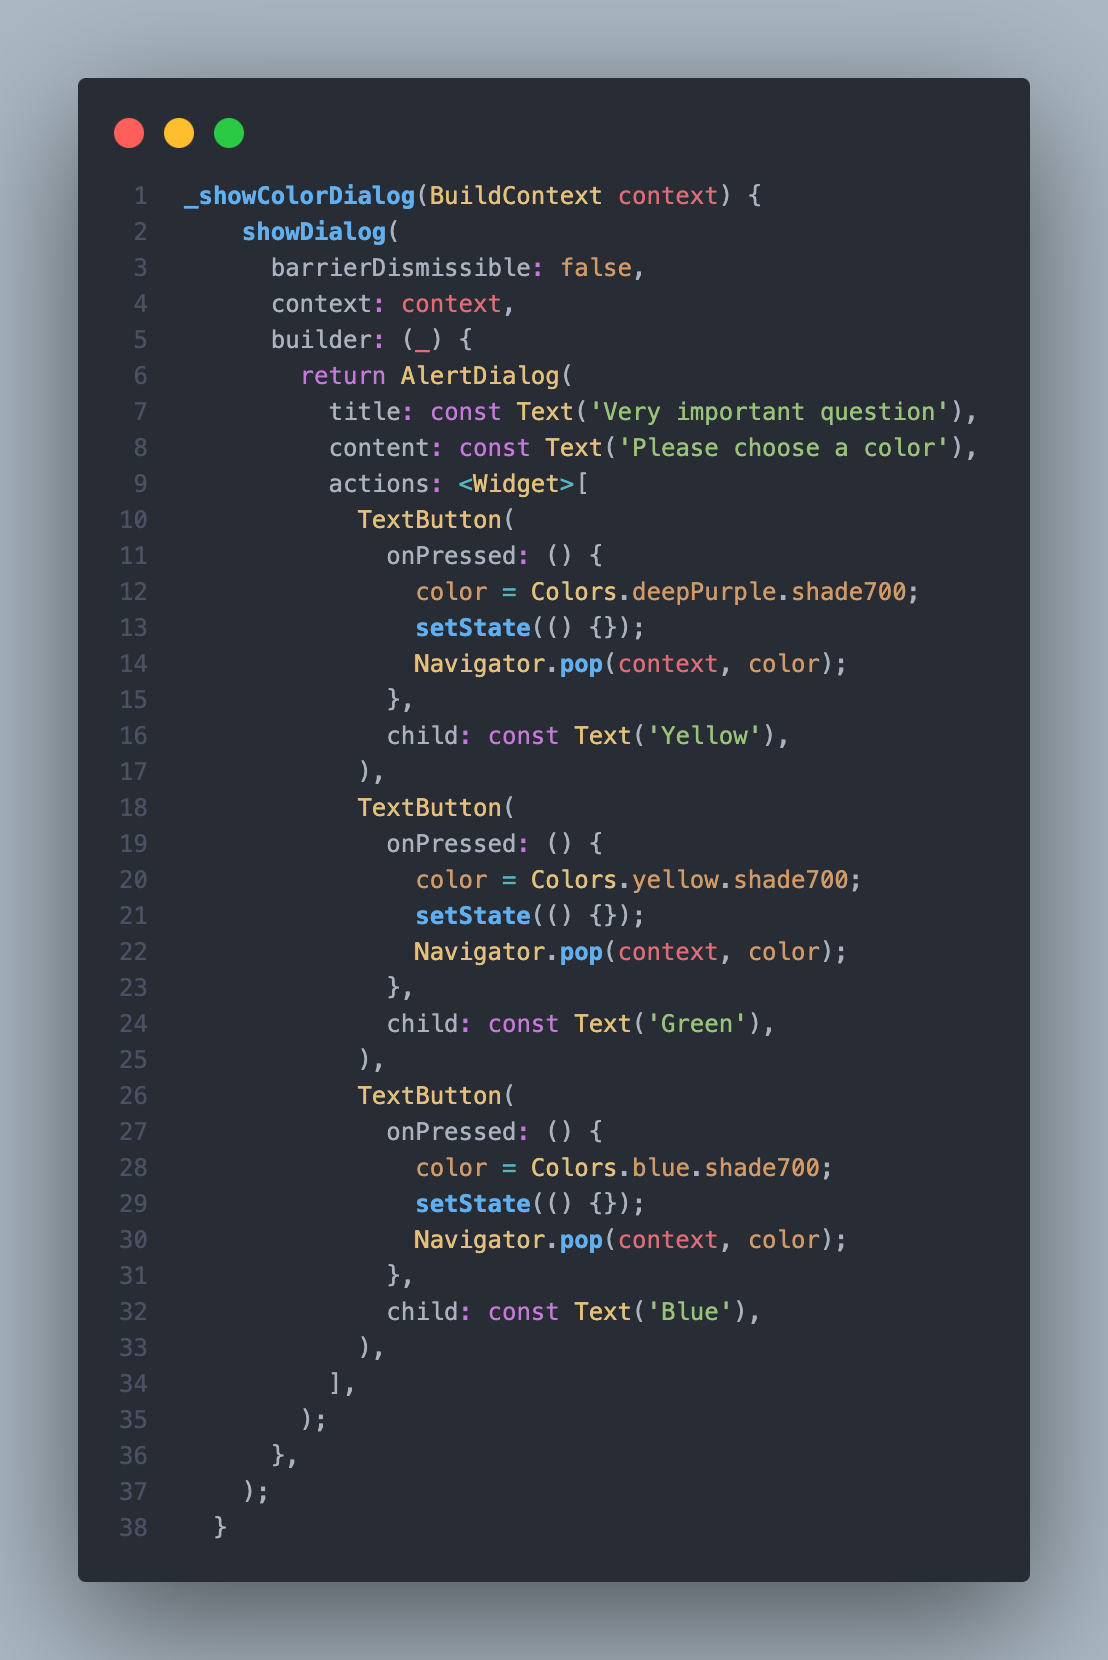 1 _showColorDialog(BuildContext context) {
2     showDialog(
3       barrierDismissible: false,
4       context: context,
5       builder: (_) {
6         return AlertDialog(
7           title: const Text('Very important question'),
8           content: const Text('Please choose a color'),
9           actions: <Widget>[
10             TextButton(
11               onPressed: () {
12                 color = Colors.deepPurple.shade700;
13                 setState(() {});
14                 Navigator.pop(context, color);
15               },
16               child: const Text('Yellow'),
17             ),
18             TextButton(
19               onPressed: () {
20                 color = Colors.yellow.shade700;
21                 setState(() {});
22                 Navigator.pop(context, color);
23               },
24               child: const Text('Green'),
25             ),
26             TextButton(
27               onPressed: () {
28                 color = Colors.blue.shade700;
29                 setState(() {});
30                 Navigator.pop(context, color);
31               },
32               child: const Text('Blue'),
33             ),
34           ],
35         );
36       },
37     );
38   }